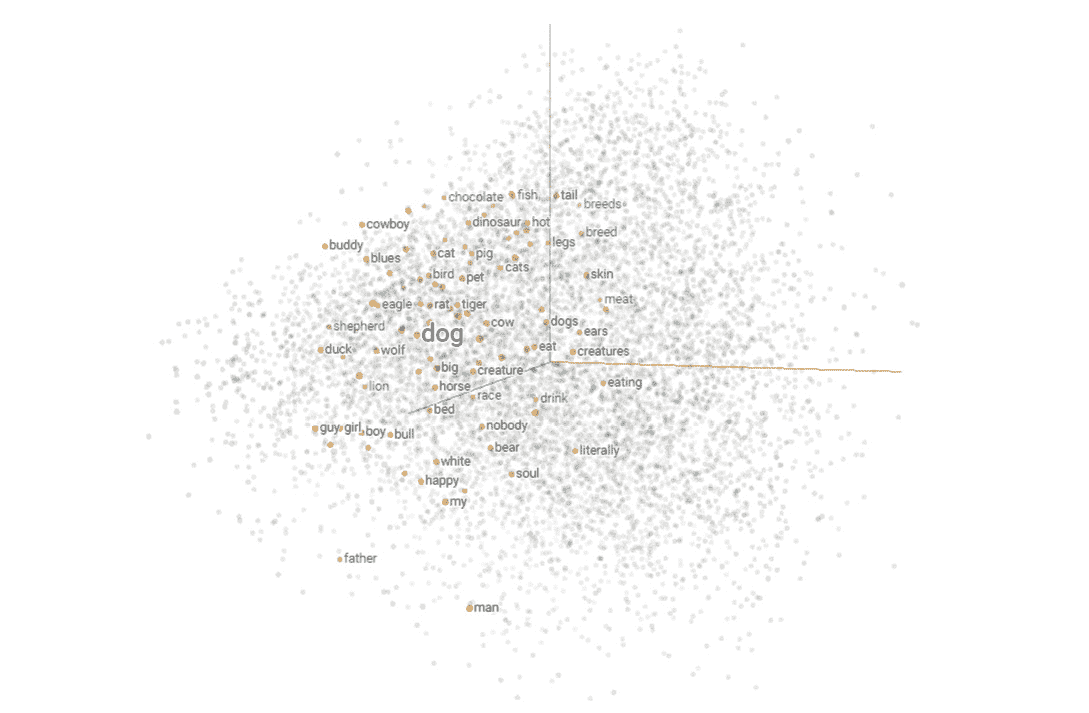 chocolate
fish
tail
breeds
cowboy
dinosaur
hot
breed
buddy
legs
blues
cat
pig
cats
bird
pet
skin
eagle
rat
tiger
meat
shepherd
dog
cow
dogs
ears
duck
wolf
eat
creatures
big
creature
lion
horse
eating
race
drink
bed
guy
girl
boy
bull
nobody
bear
literally
white
soul
happy
my
father
man